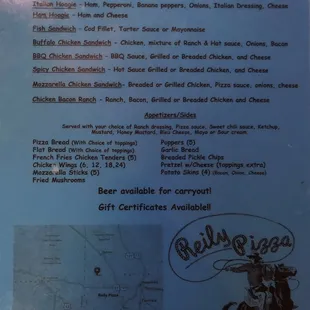 Italian Hoagie - Ham, Pepperoni, Banana peppers, Onions, Italian Dressing, Cheese
Ham Hoagie - Ham and Cheese
Fish Sandwich - Cod Fillet, Tarter Sauce or Mayonnaise
Buffalo Chicken Sandwich - Chicken, mixture of Ranch & Hot sauce, Onions, Bacon
BBQ Chicken Sandwich - BBQ Sauce, Grilled or Breaded Chicken, and Cheese
Spicy Chicken Sandwich - Hot Sauce Grilled or Breaded Chicken, and Cheese
Mozzarella Chicken Sandwich - Breaded or Grilled Chicken, Pizza sauce, onions, cheese
Chicken Bacon Ranch - Ranch, Bacon, Grilled or Breaded Chicken and Cheese
Appetizers/Sides
Served with your choice of Ranch Dressing, Pizza sauce, Sweet chili sauce, Ketchup,
Mustard, Honey Mustard, Bleu Cheese, Mayo or Sour cream
Pizza Bread (With Choice of toppings)
Flat Bread (With Choice of toppings)
French Fries Chicken Tenders (5)
Chicken Wings (6, 12, 18, 24)
Mozzarella Sticks (5)
Fried Mushrooms
Poppers (5)
Garlic Bread
Breaded Pickle Chips
Pretzel w/Cheese (toppings extra)
Potato Skins (4) (Bacon, Onion, Cheese)
Beer available for carryout!
Gift Certificates Available!!
Reily Pizza
Reily Pizza